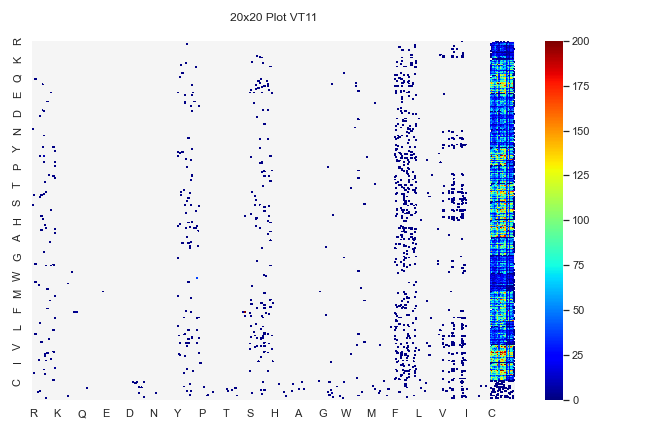 20x20 Plot VT11
R
K
Q
E
D
N
Y
P
T
S
H
A
G
W
M
F
L
V
I
C
R K Q E D N Y P T S H A G W M F L V I C
200
175
150
125
100
75
50
25
0